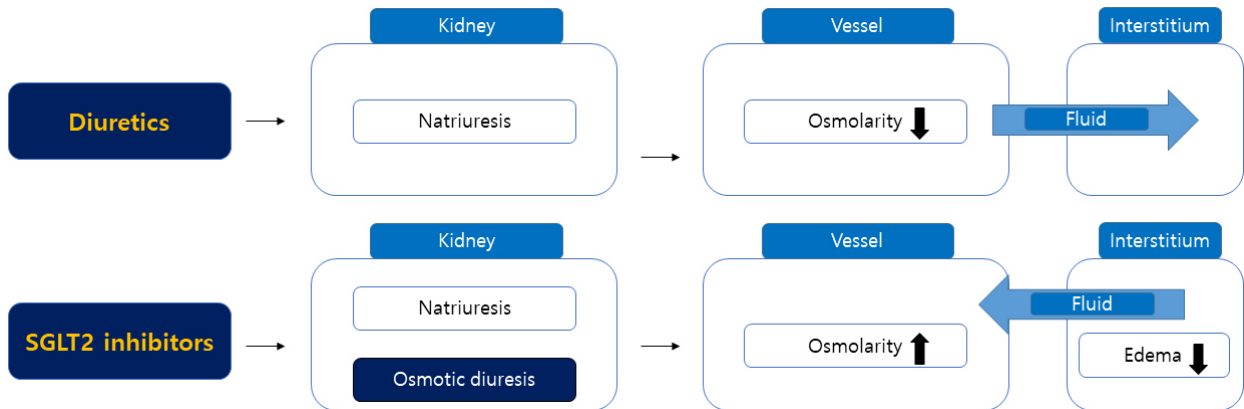 Kidney
Vessel
Interstitium
Diuretics
Natriuresis
Osmolarity
Fluid
Kidney
Vessel
Interstitium
SGLT2 inhibitors
Natriuresis
Osmotic diuresis
Osmolarity
Fluid
Edema